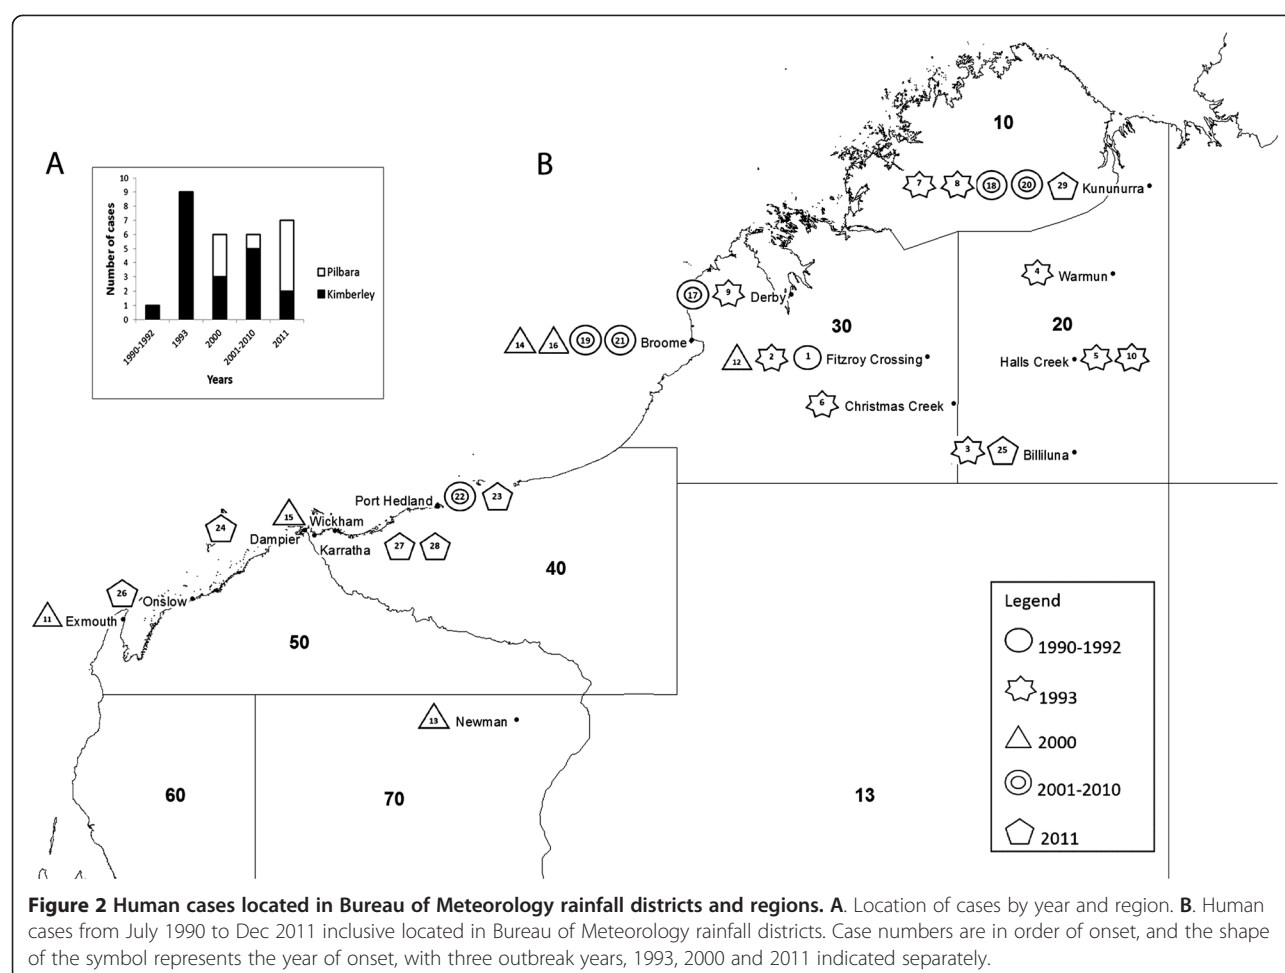 A
B
Number of cases
10
9
8
7
6
5
4
3
2
1
0
1990-1992
1993
2000
2001-2010
2011
Years
Pilbara
Kimberley
10
7 8 18 20 29 Kununurra
4 Warmun
17 9 Derby
30
20
14 16 19 21 Broome
12 2 1 Fitzroy Crossing
Halls Creek 5 10
6 Christmas Creek
3 25 Billiluna
Port Hedland 22 23
24
15 Wickham
Dampier
Karratha 27 28
40
26 Onslow
11 Exmouth
50
13 Newman
60
70
13
Legend
1990-1992
1993
2000
2001-2010
2011
Figure 2 Human cases located in Bureau of Meteorology rainfall districts and regions. A. Location of cases by year and region. B. Human
cases from July 1990 to Dec 2011 inclusive located in Bureau of Meteorology rainfall districts. Case numbers are in order of onset, and the shape
of the symbol represents the year of onset, with three outbreak years, 1993, 2000 and 2011 indicated separately.